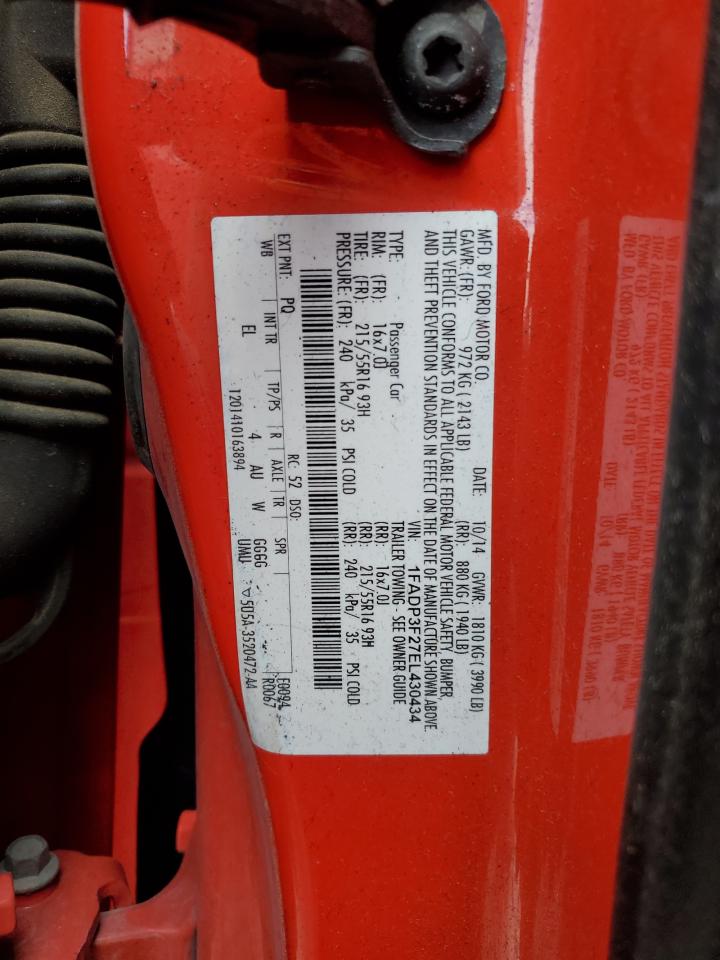 MFD. BY FORD MOTOR CO.
DATE: 10/14 GVWR: 1810 KG ( 3990 LB)
GAWR: (FR): 972 KG ( 2143 LB) (RR): 880 KG ( 1940 LB)
THIS VEHICLE CONFORMS TO ALL APPLICABLE FEDERAL MOTOR VEHICLE SAFETY, BUMPER
AND THEFT PREVENTION STANDARDS IN EFFECT ON THE DATE OF MANUFACTURE SHOWN ABOVE.
VIN: 1FADP3F27EL430434
TYPE: Passenger Car TRAILER TOWING - SEE OWNER GUIDE
RIM: (FR): 16x7.0J (RR): 16x7.0J
TIRE: (FR): 215/55R16 93H (RR): 215/55R16 93H
PRESSURE: (FR): 240 kPa/ 35 PSI COLD (RR): 240 kPa/ 35 PSI COLD
RC: 52 DSO:
EXT PNT: PQ E0094
WB INT TR TP/PS R AXLE TR SPR R0067
EL 4 AU W GGGG
1201410163894 UMU ▽5U5A-3520472-AA